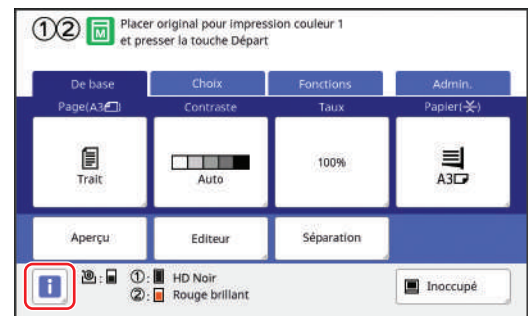 ①② M Placer original pour impression couleur 1
et presser la touche Départ
De base Choix Fonctions Admin.
Page(A3) Contraste Taux Papier()
Trait Auto 100% A3
Aperçu Editeur Séparation
i : ①: HD Noir Inoccupé
②: Rouge brillant